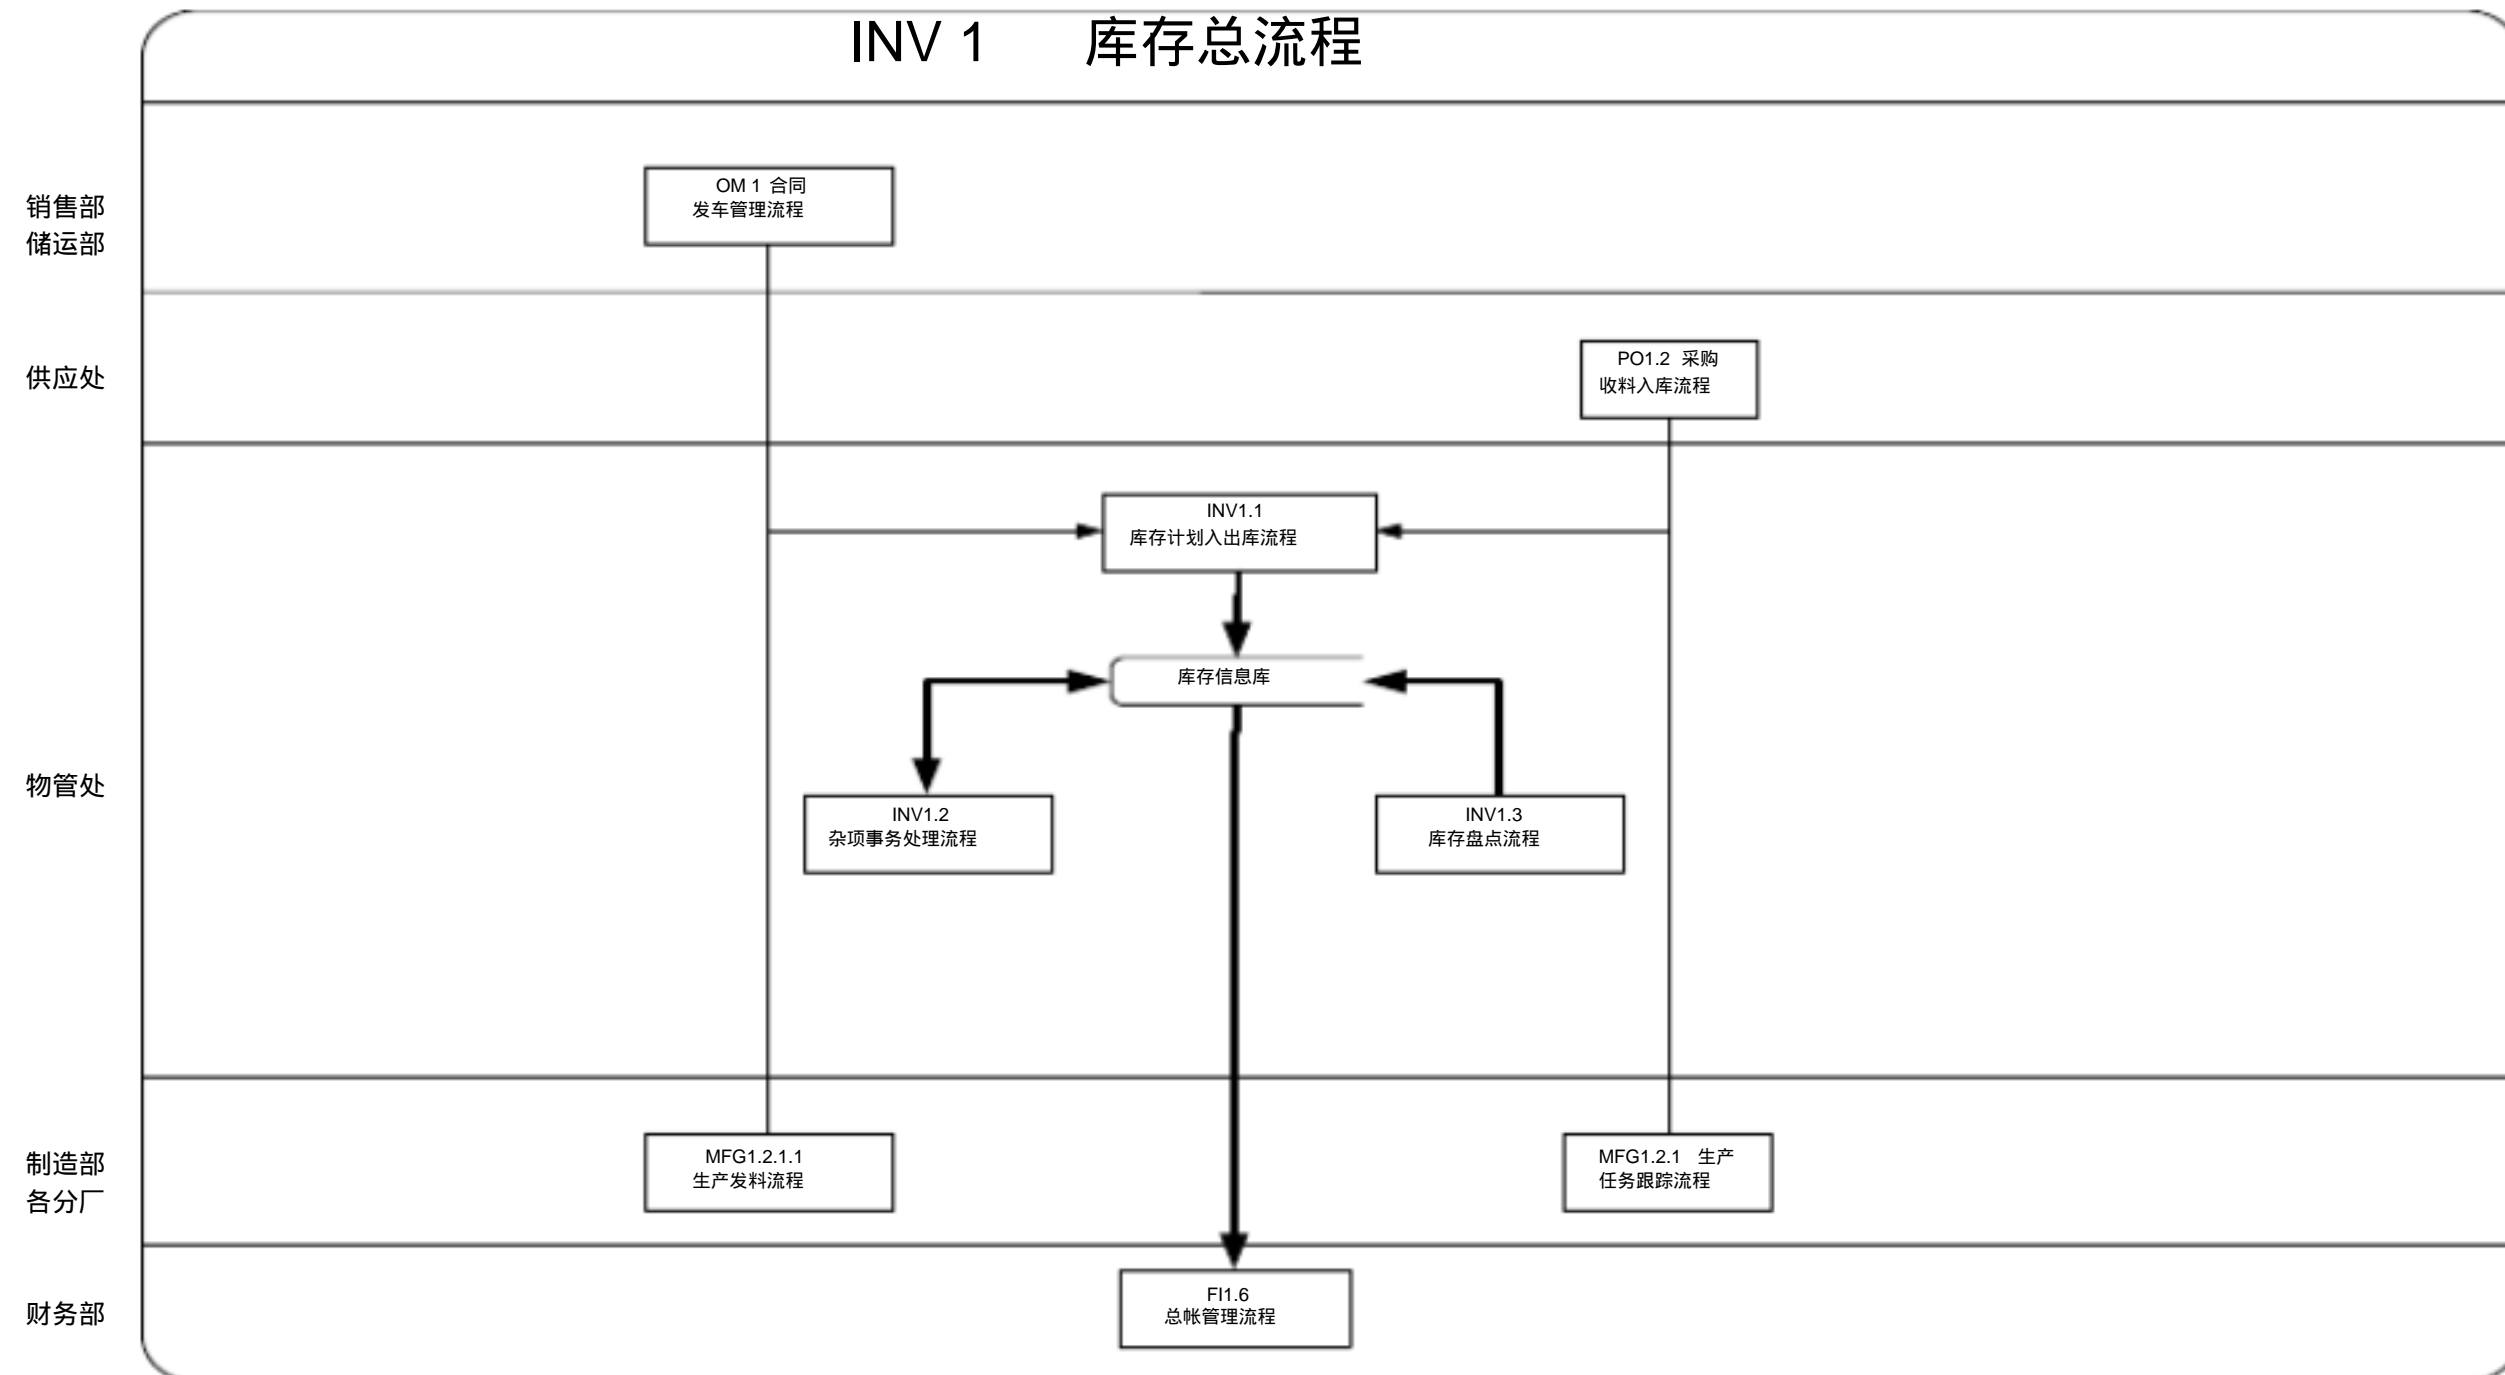 INV 1 库存总流程
OM 1 合同
发车管理流程
销售部
储运部
PO1.2 采购
收料入库流程
供应处
INV1.1
库存计划入出库流程
库存信息库
物管处
INV1.2
杂项事务处理流程
INV1.3
库存盘点流程
制造部
各分厂
MFG1.2.1.1
生产发料流程
MFG1.2.1 生产
任务跟踪流程
财务部
FI1.6
总帐管理流程